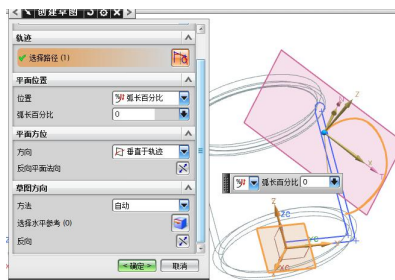 创建草图
轨迹
选择路径 (1)
平面位置
位置
弧长百分比
弧长百分比
0
平面方位
方向
垂直于轨迹
反向平面法向
草图方向
方法
自动
选择水平参考 (0)
反向
<确定>
取消
弧长百分比 0
Z
X
T
Z
ZC
YC
XC